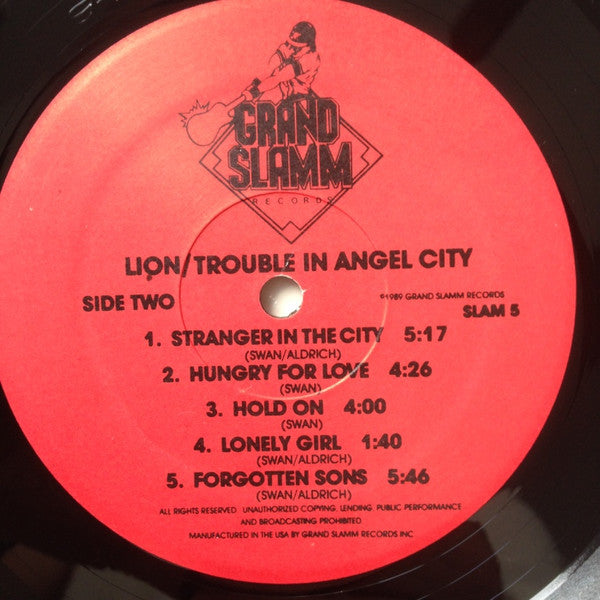 GRAND
SLAMM
RECORDS
LION/TROUBLE IN ANGEL CITY
SIDE TWO
℗1989 GRAND SLAMM RECORDS
SLAM 5
1. STRANGER IN THE CITY 5:17
(SWAN/ALDRICH)
2. HUNGRY FOR LOVE 4:26
(SWAN)
3. HOLD ON 4:00
(SWAN)
4. LONELY GIRL 1:40
(SWAN/ALDRICH)
5. FORGOTTEN SONS 5:46
(SWAN/ALDRICH)
ALL RIGHTS RESERVED. UNAUTHORIZED COPYING, LENDING, PUBLIC PERFORMANCE
AND BROADCASTING PROHIBITED.
MANUFACTURED IN THE USA BY GRAND SLAMM RECORDS INC